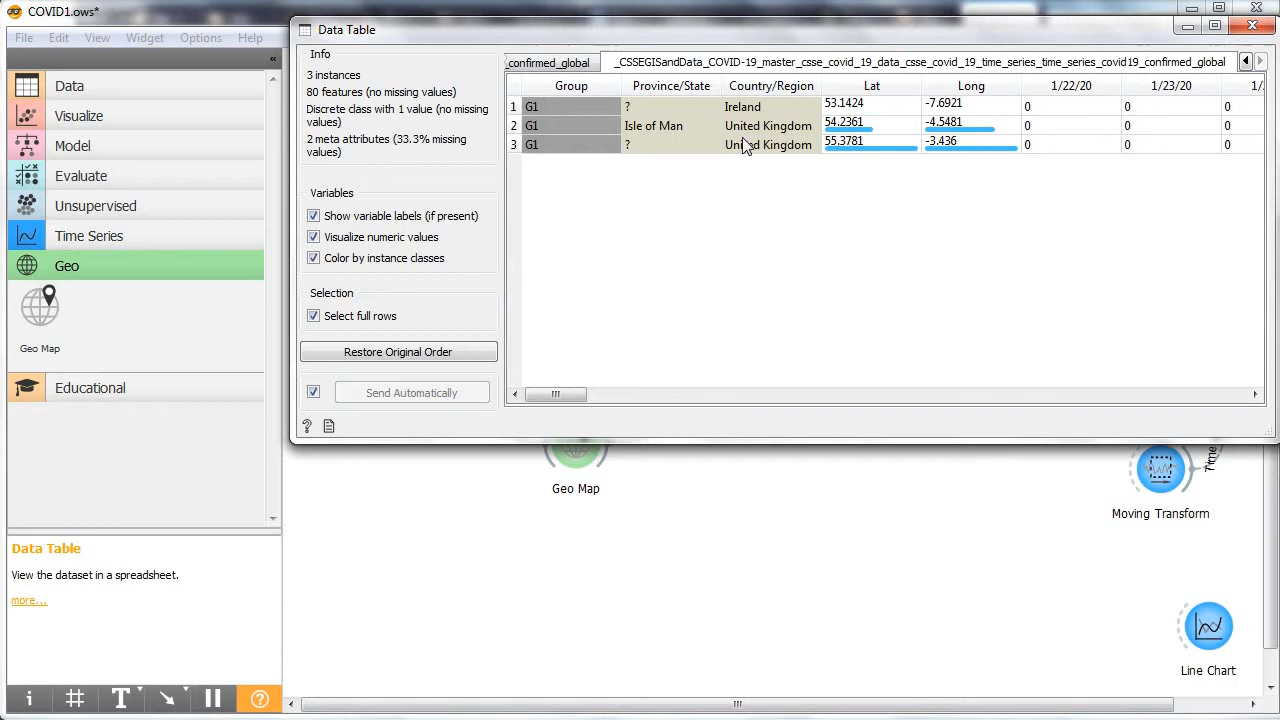 COVID1.ows*
File Edit View Widget Options Help
«
Data
Visualize
Model
Evaluate
Unsupervised
Time Series
Geo
Geo Map
Educational
Data Table
View the dataset in a spreadsheet.
more...
i # T ?
Data Table
Info
3 instances
80 features (no missing values)
Discrete class with 1 value (no missing
values)
2 meta attributes (33.3% missing
values)
Variables
Show variable labels (if present)
Visualize numeric values
Color by instance classes
Selection
Select full rows
Restore Original Order
Send Automatically
?
_confirmed_global _CSSEGISandData_COVID-19_master_csse_covid_19_data_csse_covid_19_time_series_time_series_covid19_confirmed_global
Group Province/State Country/Region Lat Long 1/22/20 1/23/20 1/
1 G1 ? Ireland 53.1424 -7.6921 0 0 0
2 G1 Isle of Man United Kingdom 54.2361 -4.5481 0 0 0
3 G1 ? United Kingdom 55.3781 -3.436 0 0 0
Geo Map
Time
Moving Transform
Line Chart